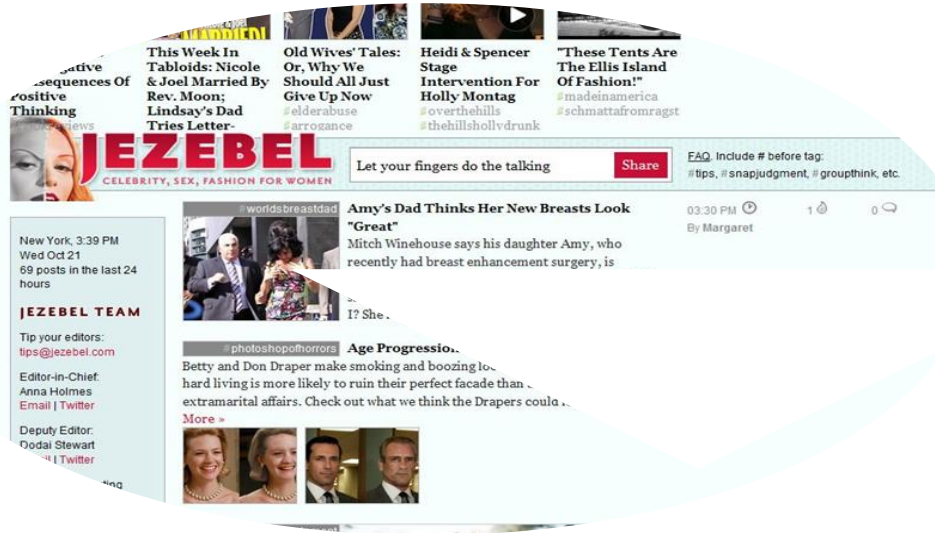 MARRIED!
This Week In
Tabloids: Nicole
& Joel Married By
Rev. Moon;
Lindsay's Dad
Tries Letter-
Old Wives' Tales:
Or, Why We
Should All Just
Give Up Now
#elderabuse
#arrogance
Heidi & Spencer
Stage
Intervention For
Holly Montag
#overthehills
#thehillshollydrunk
"These Tents Are
The Ellis Island
Of Fashion!"
#madeinamerica
#schmattafromragst
Consequences Of
Positive
Thinking
JEZEBEL
CELEBRITY, SEX, FASHION FOR WOMEN
Let your fingers do the talking
Share
FAQ. Include # before tag:
#tips, #snapjudgment, #groupthink, etc.
New York, 3:39 PM
Wed Oct 21
69 posts in the last 24
hours
JEZEBEL TEAM
Tip your editors:
tips@jezebel.com
Editor-in-Chief:
Anna Holmes
Email | Twitter
Deputy Editor:
Dodai Stewart
| Twitter
#worldsbreastdad
Amy's Dad Thinks Her New Breasts Look
"Great"
Mitch Winehouse says his daughter Amy, who
recently had breast enhancement surgery, is
I? She
03:30 PM 1 0
By Margaret
#photoshopofhorrors
Age Progression
Betty and Don Draper make smoking and boozing
hard living is more likely to ruin their perfect facade than
extramarital affairs. Check out what we think the Drapers could
More »